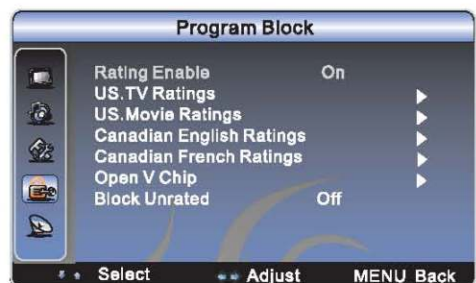 Program Block
Rating Enable On
US.TV Ratings
US.Movie Ratings
Canadian English Ratings
Canadian French Ratings
Open V Chip
Block Unrated Off
Select Adjust MENU Back